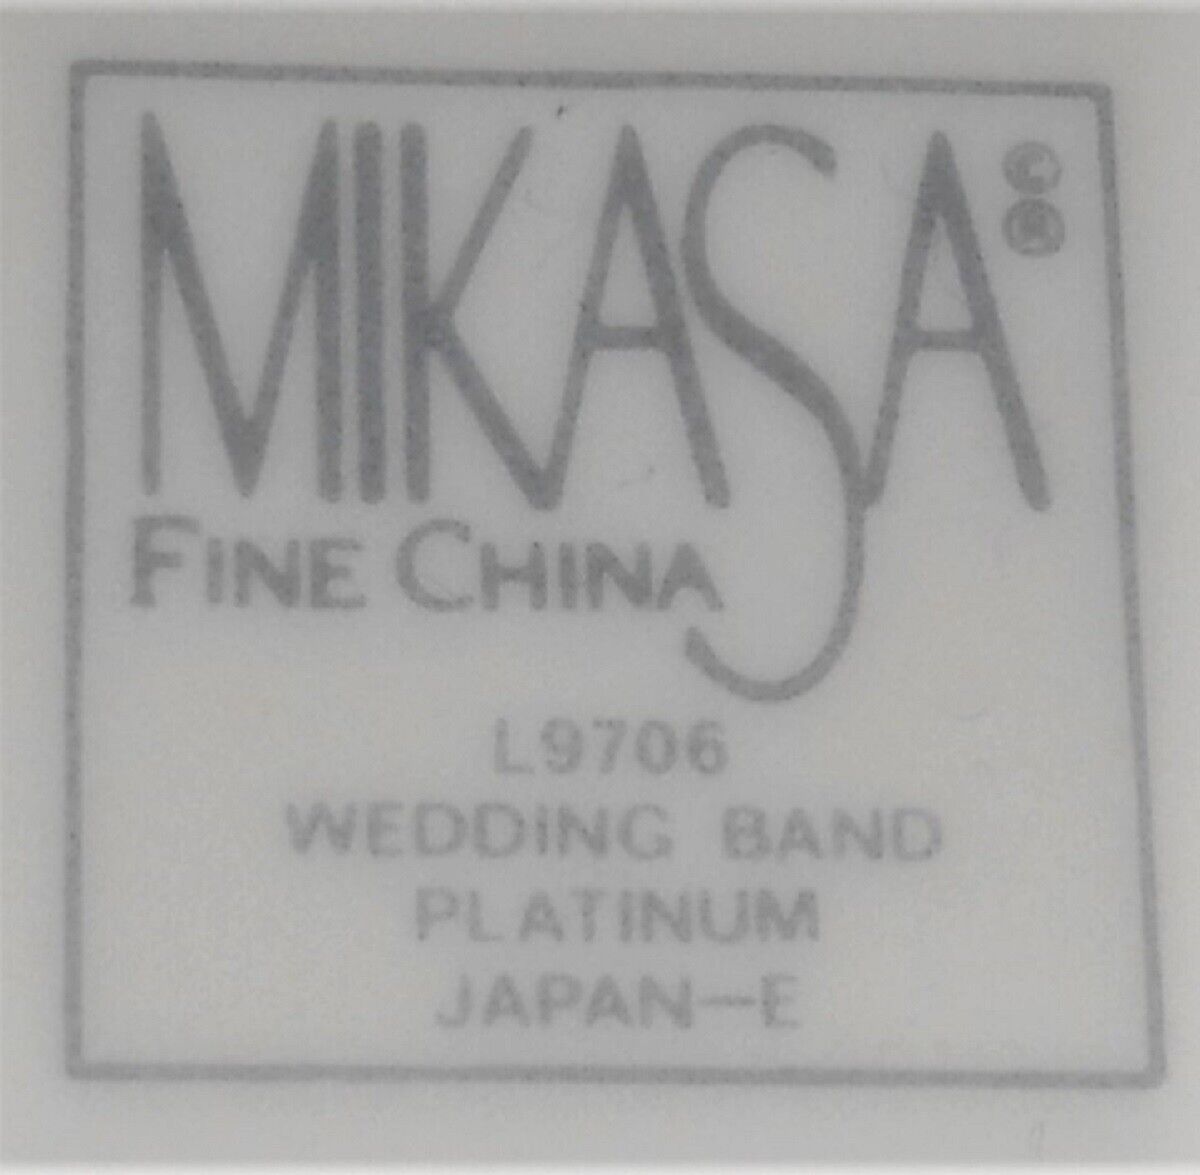 MIKASA © ®
FINE CHINA
L9706
WEDDING BAND
PLATINUM
JAPAN—E